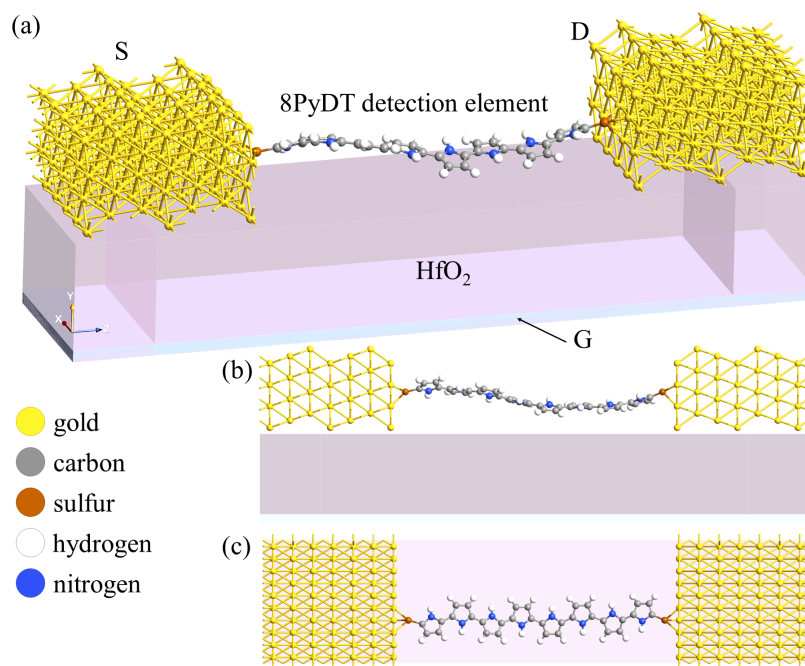 (a)
S
D
8PyDT detection element
HfO₂
Y
X
Z
G
(b)
gold
carbon
sulfur
hydrogen
nitrogen
(c)